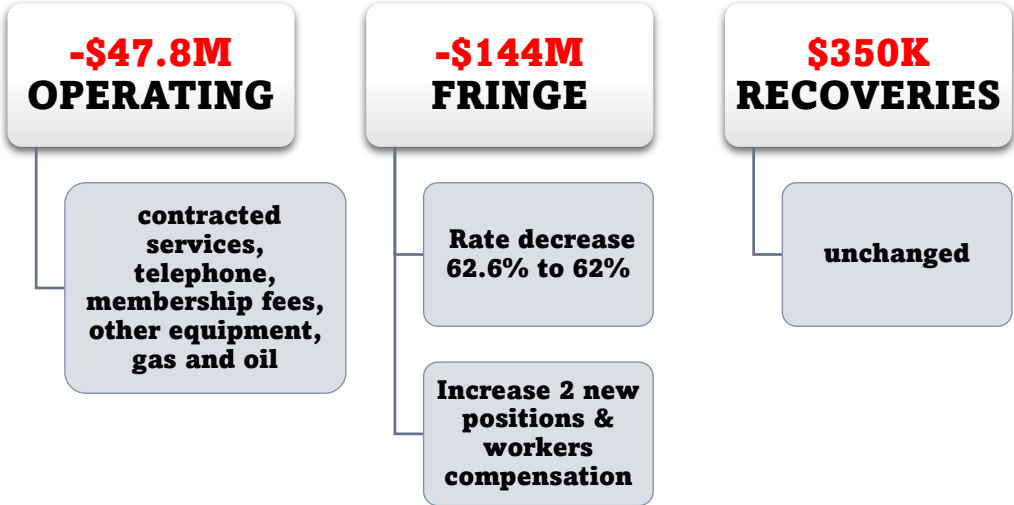 -$47.8M
OPERATING
contracted
services,
telephone,
membership fees,
other equipment,
gas and oil
-$144M
FRINGE
Rate decrease
62.6% to 62%
Increase 2 new
positions &
workers
compensation
$350K
RECOVERIES
unchanged